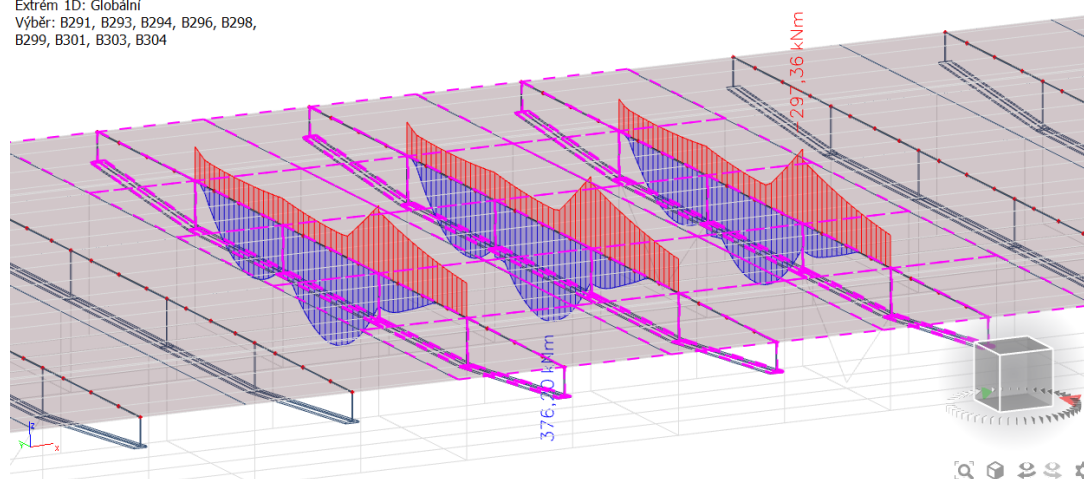 Extrém 1D: Globální
Výběr: B291, B293, B294, B296, B298,
B299, B301, B303, B304
297,36 kNm
376,20 kNm
z
x